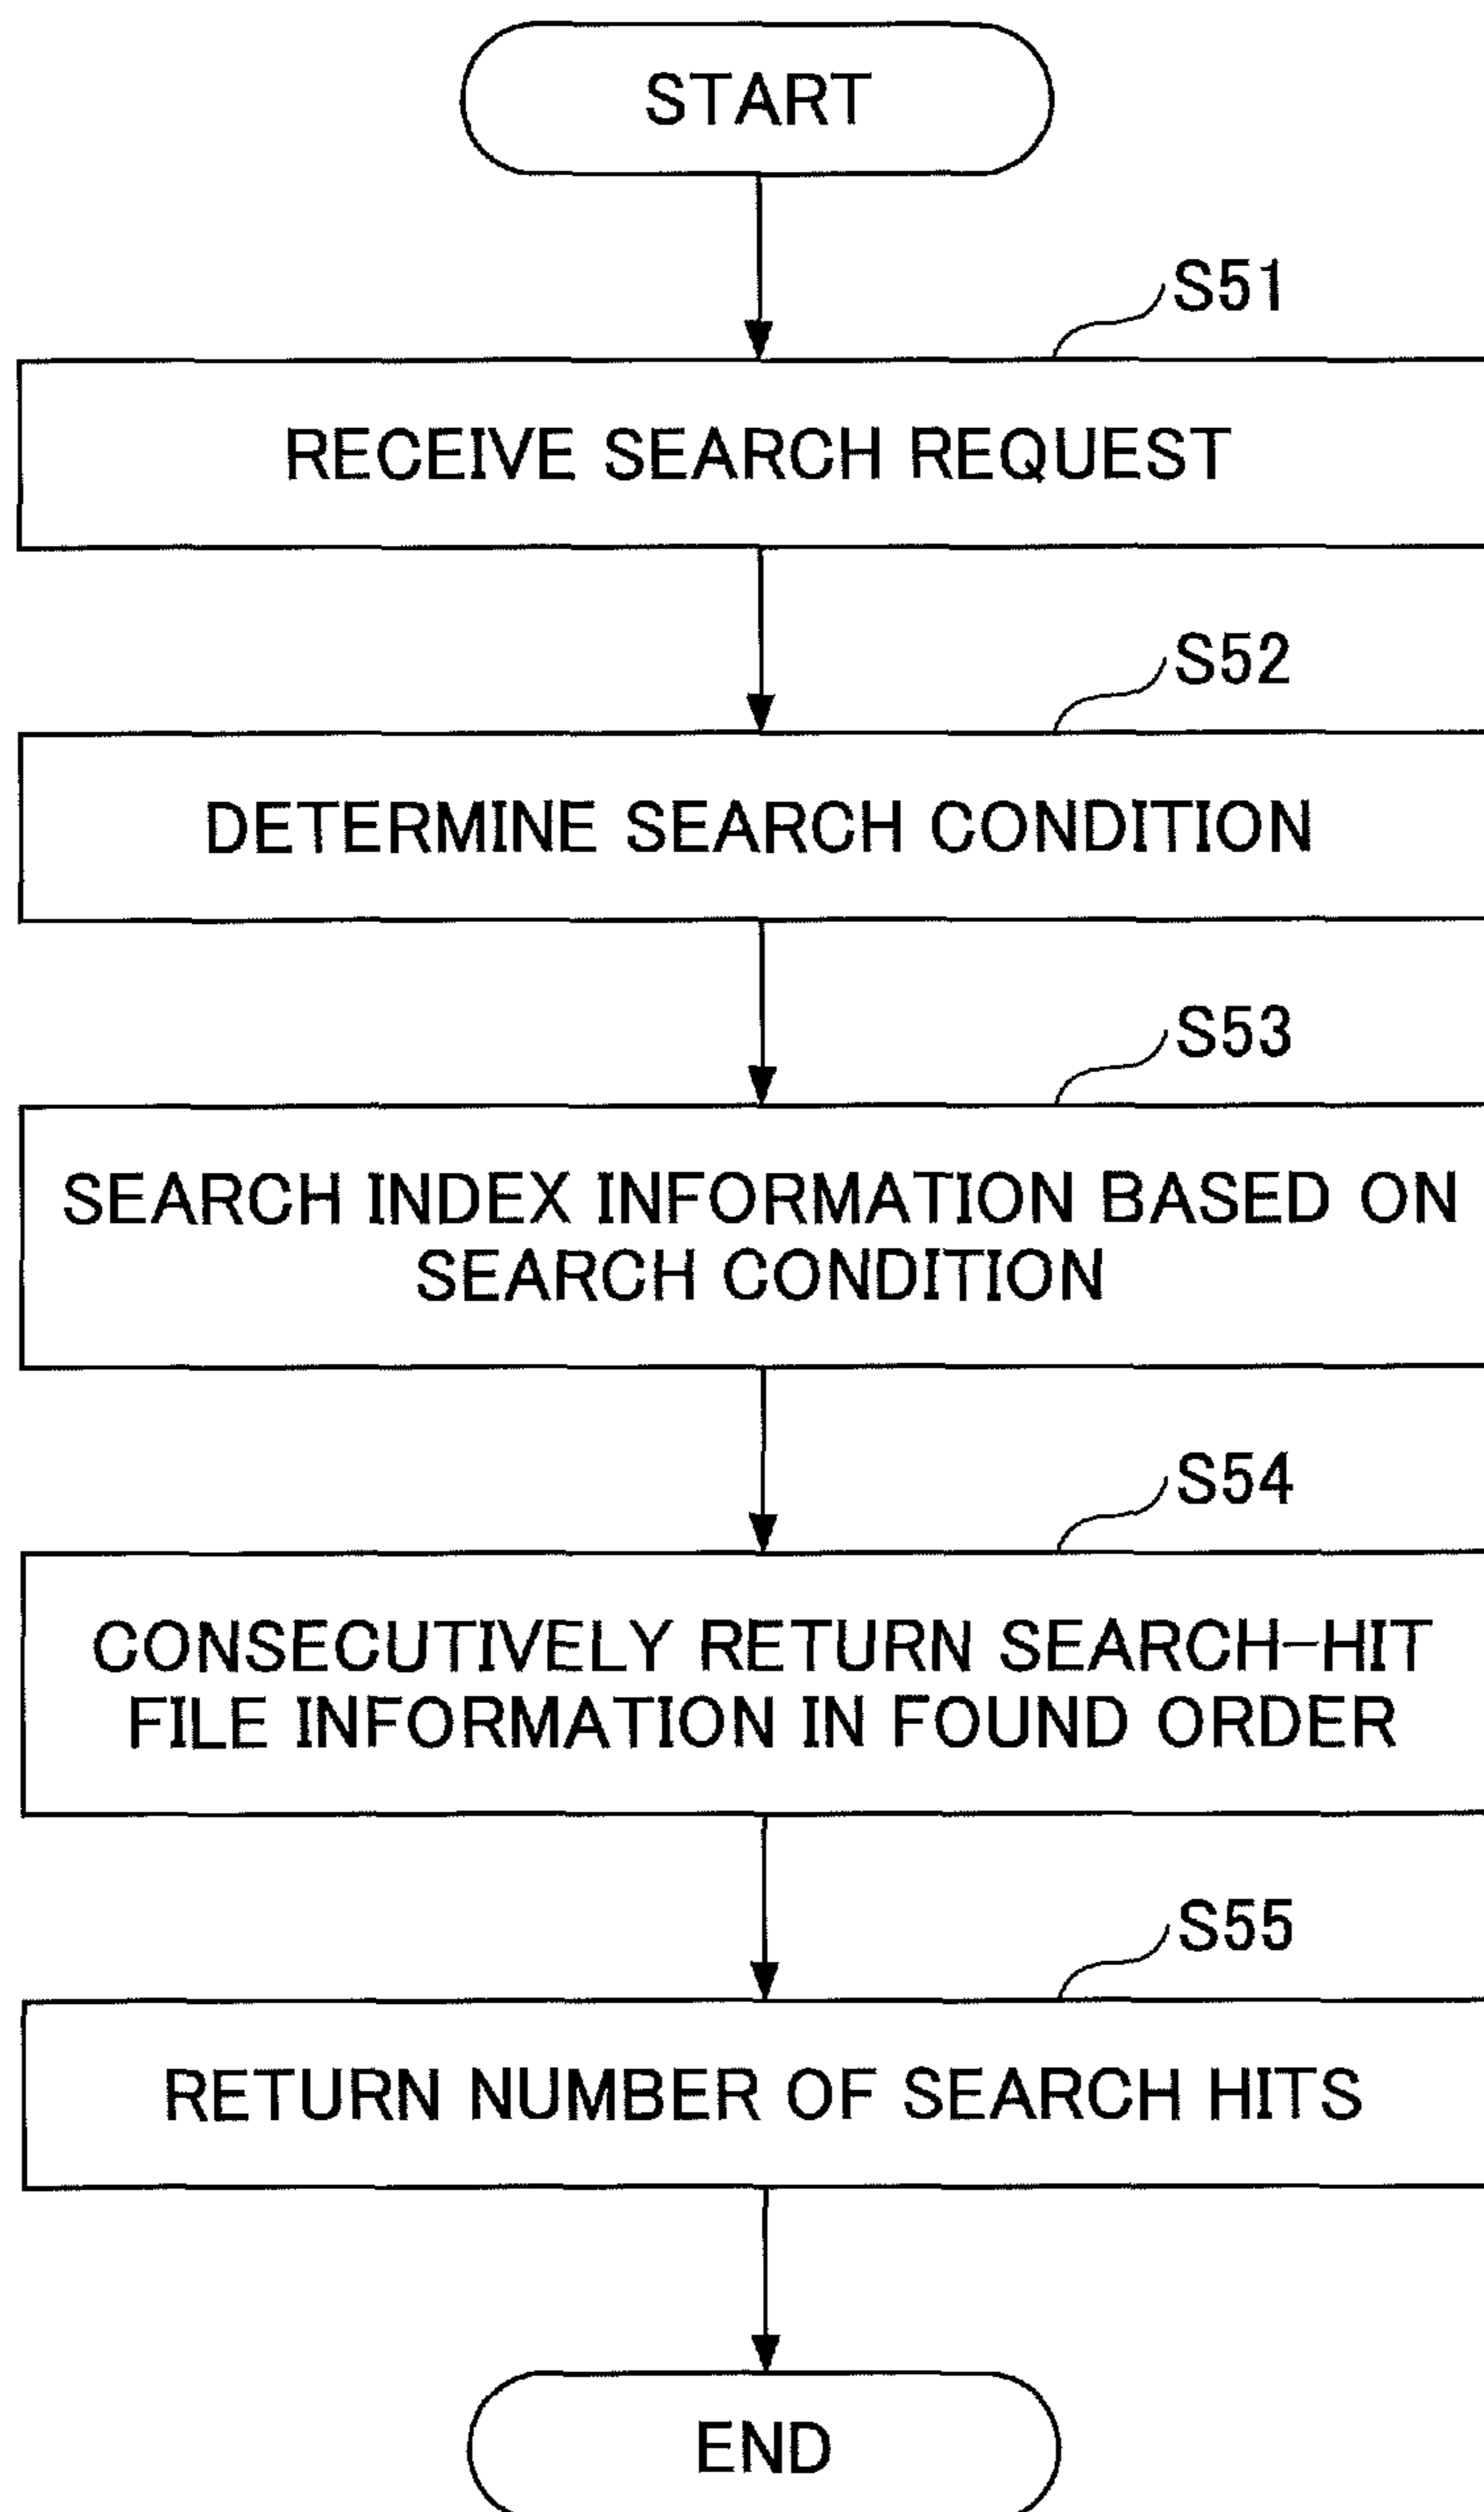 START
S51
RECEIVE SEARCH REQUEST
S52
DETERMINE SEARCH CONDITION
S53
SEARCH INDEX INFORMATION BASED ON
SEARCH CONDITION
S54
CONSECUTIVELY RETURN SEARCH-HIT
FILE INFORMATION IN FOUND ORDER
S55
RETURN NUMBER OF SEARCH HITS
END